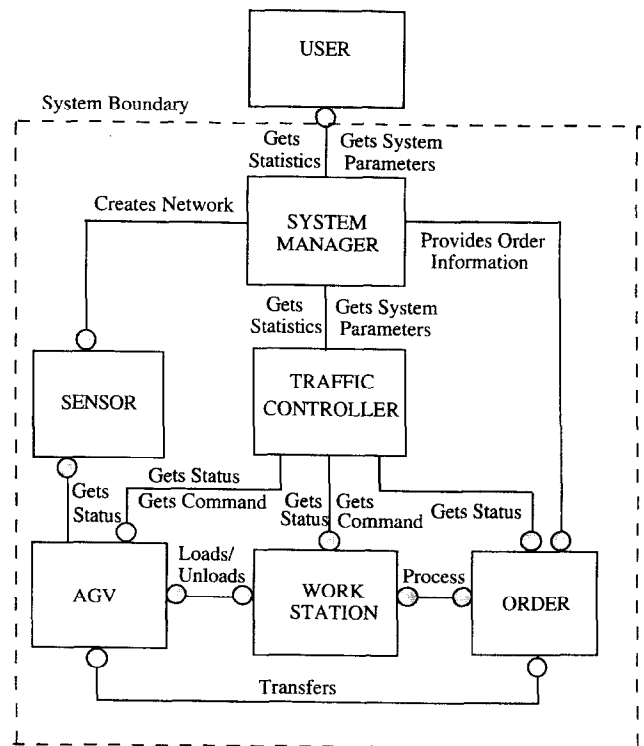 USER
System Boundary
Gets
Statistics
Gets System
Parameters
Creates Network
SYSTEM
MANAGER
Provides Order
Information
Gets
Statistics
Gets System
Parameters
SENSOR
TRAFFIC
CONTROLLER
Gets
Status
Gets Status
Gets Command
Gets
Status
Gets
Command
Gets Status
AGV
Loads/
Unloads
WORK
STATION
Process
ORDER
Transfers